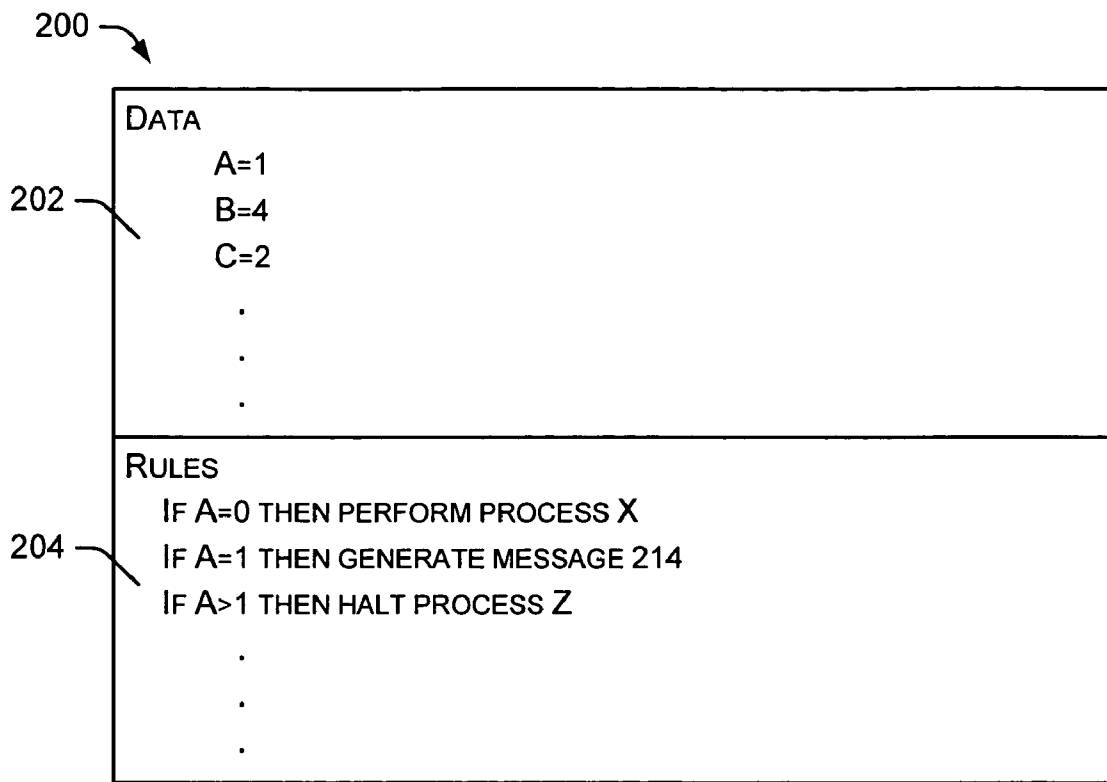 200
DATA
A=1
B=4
202
C=2
.
.
.
RULES
IF A=0 THEN PERFORM PROCESS X
204
IF A=1 THEN GENERATE MESSAGE 214
IF A>1 THEN HALT PROCESS Z
.
.
.